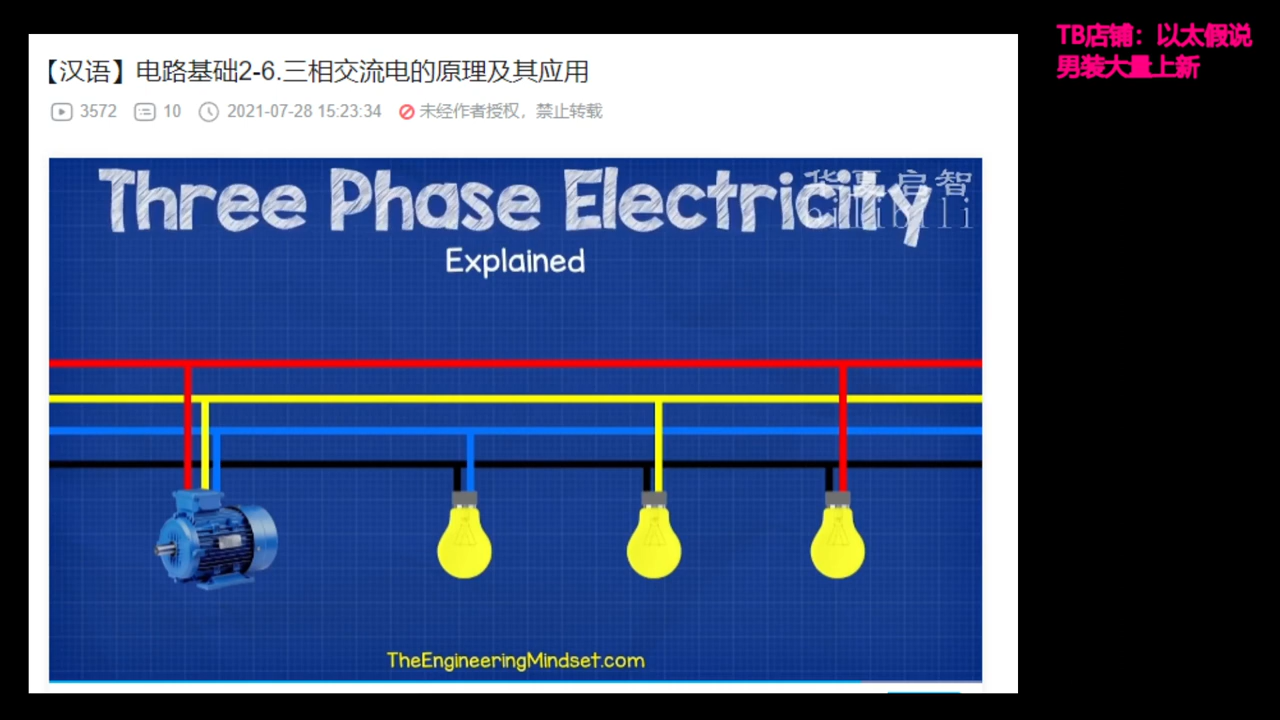 【汉语】电路基础2-6.三相交流电的原理及其应用
3572 10 2021-07-28 15:23:34 未经作者授权，禁止转载
TB店铺：以太假说
男装大量上新
Three Phase Electricity
Explained
bilibili
TheEngineeringMindset.com